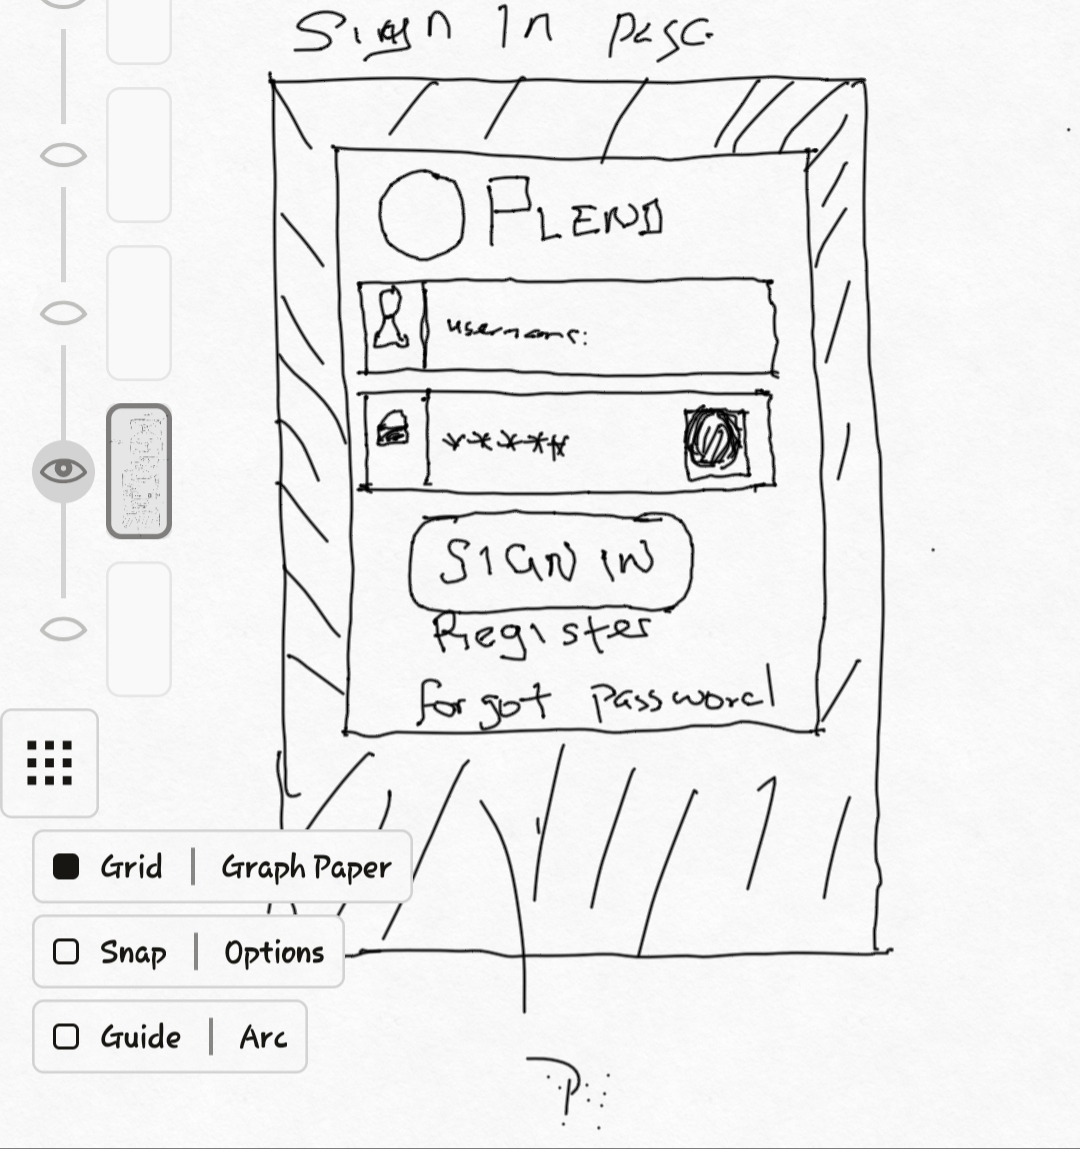 Sign In page
PLEND
username:
*****
SIGN IN
Register
forgot password
Grid | Graph Paper
Snap | Options
Guide | Arc